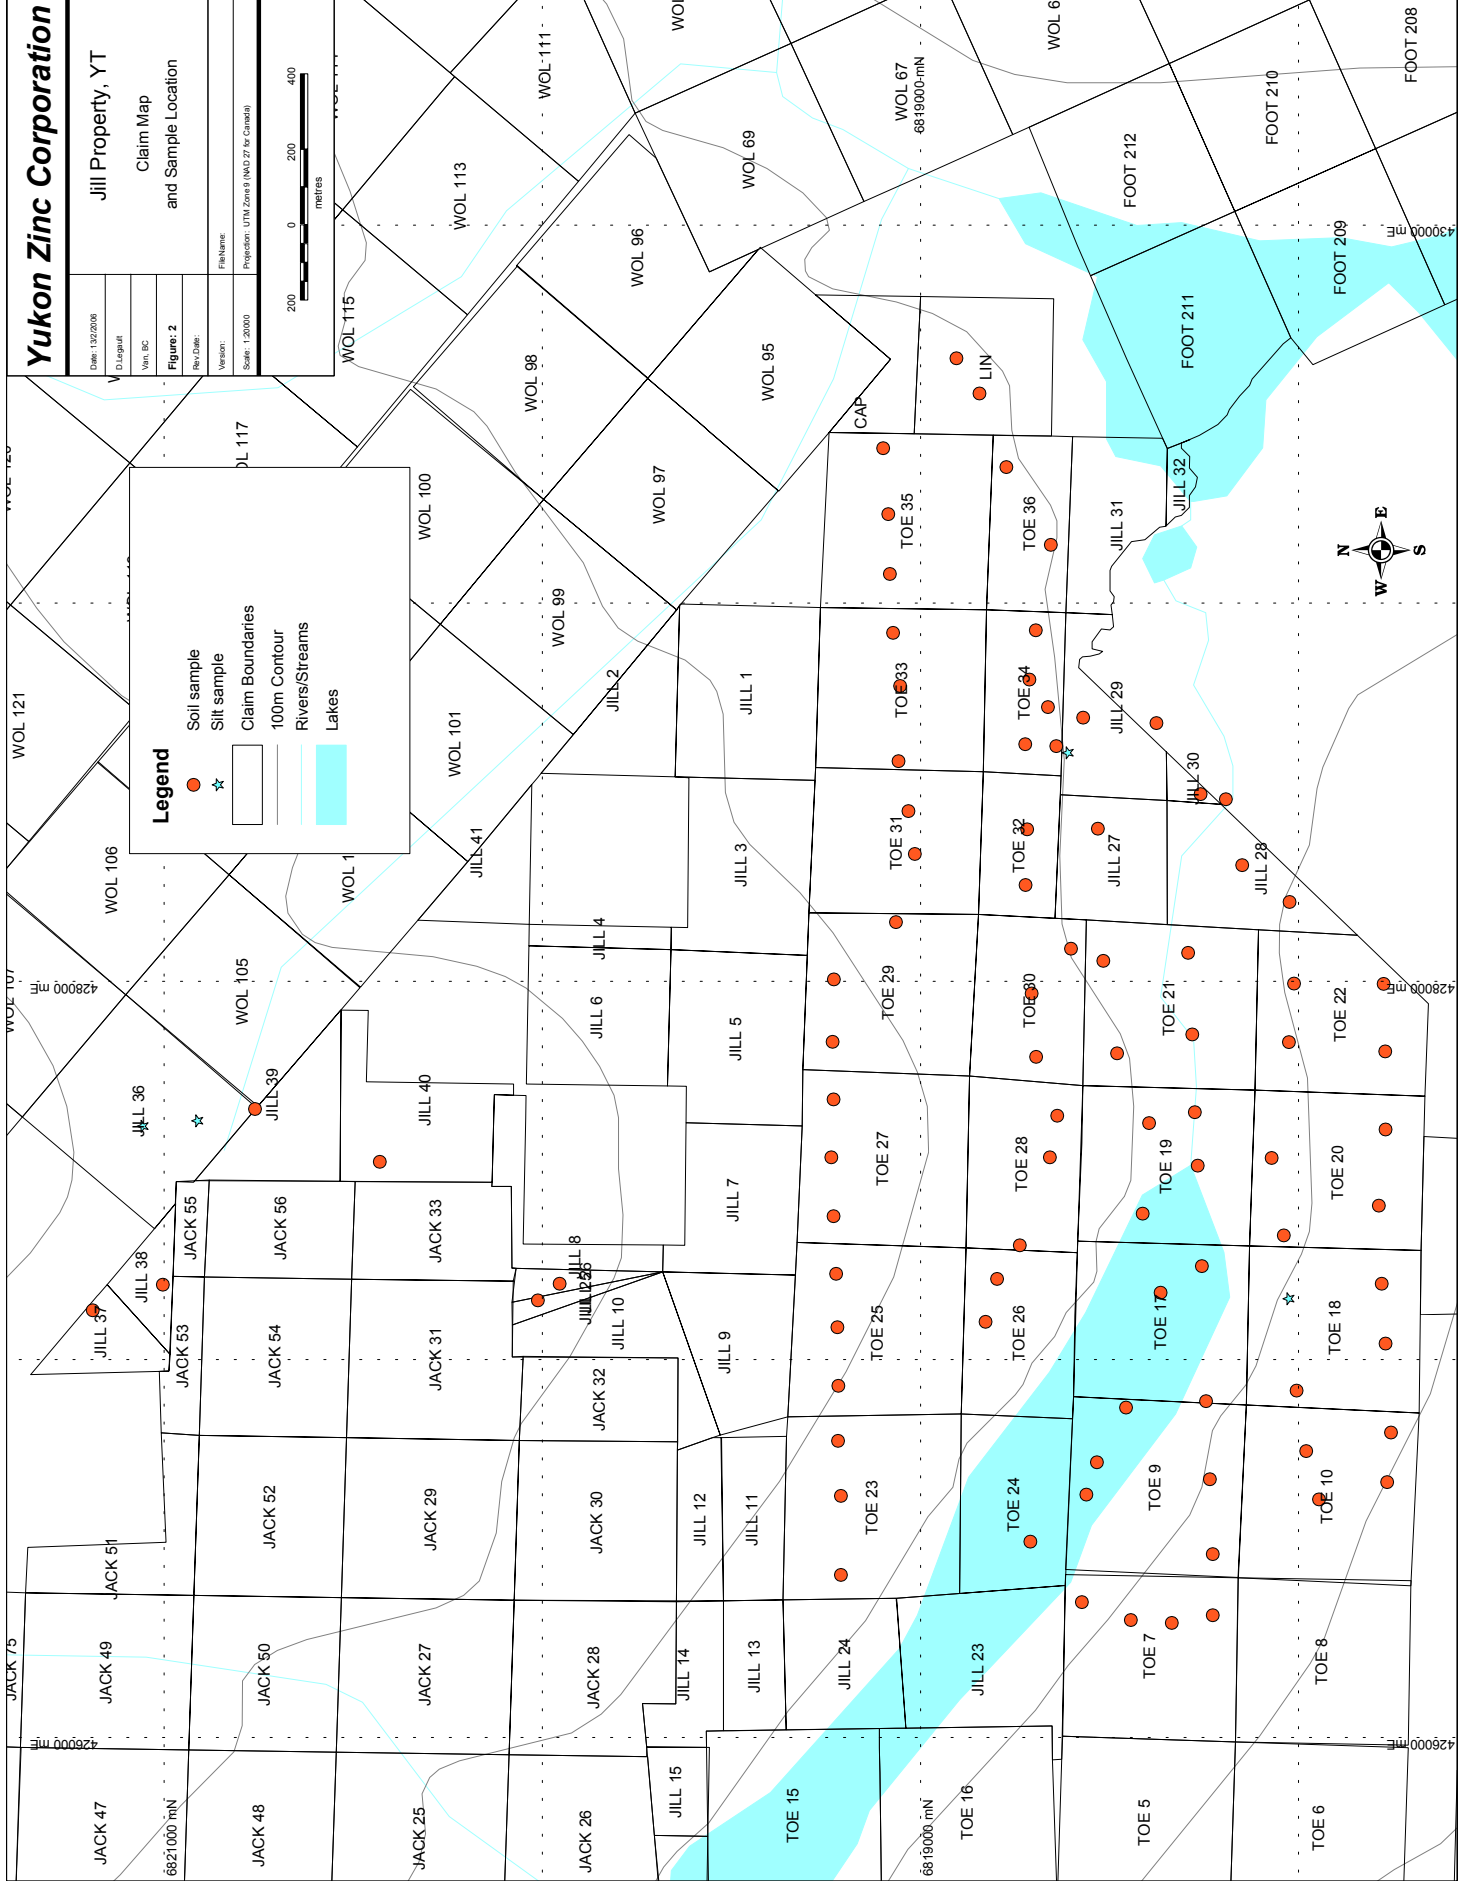 Yukon Zinc Corporation
Jill Property, YT
Claim Map
and Sample Location
Date: 13/2/2006
D.Legault
Van, BC
Figure: 2
Rev.Date:
Version:
FileName:
Scale: 1:20000
Projection: UTM Zone 9 (NAD 27 for Canada)
200
0
200
400
metres
Legend
Soil sample
Silt sample
Claim Boundaries
100m Contour
Rivers/Streams
Lakes
N
E
S
W
WOL 121
WOL 106
WOL 105
WOL 101
WOL 100
WOL 99
WOL 98
WOL 97
WOL 96
WOL 95
WOL 115
WOL 113
WOL 111
WOL 69
WOL 67
6819000 mN
FOOT 212
FOOT 210
FOOT 208
FOOT 211
FOOT 209
430000 mE
CAP
LIN
TOE 35
TOE 36
JILL 31
JILL 32
JILL 2
JILL 1
TOE 33
TOE 34
JILL 29
JILL 30
JILL 41
JILL 3
TOE 31
TOE 32
JILL 27
JILL 28
JILL 4
JILL 6
JILL 5
TOE 29
TOE 30
TOE 21
TOE 22
428000 mE
428000 mE
JILL 36
JILL 39
JILL 40
JILL 7
TOE 27
TOE 28
TOE 19
TOE 20
JACK 55
JACK 56
JACK 33
JILL 8
JILL 38
JILL 37
JACK 53
JACK 54
JACK 31
JILL 10
JACK 32
JILL 9
TOE 25
TOE 26
TOE 17
TOE 18
JACK 51
JACK 52
JACK 29
JACK 30
JILL 12
JILL 11
TOE 23
TOE 24
TOE 9
TOE 10
JACK 75
JACK 49
JACK 50
JACK 27
JACK 28
JILL 14
JILL 13
JILL 24
JILL 23
TOE 7
TOE 8
426000 mE
426000 mE
JACK 47
6821000 mN
JACK 48
JACK 25
JACK 26
JILL 15
TOE 15
6819000 mN
TOE 16
TOE 5
TOE 6